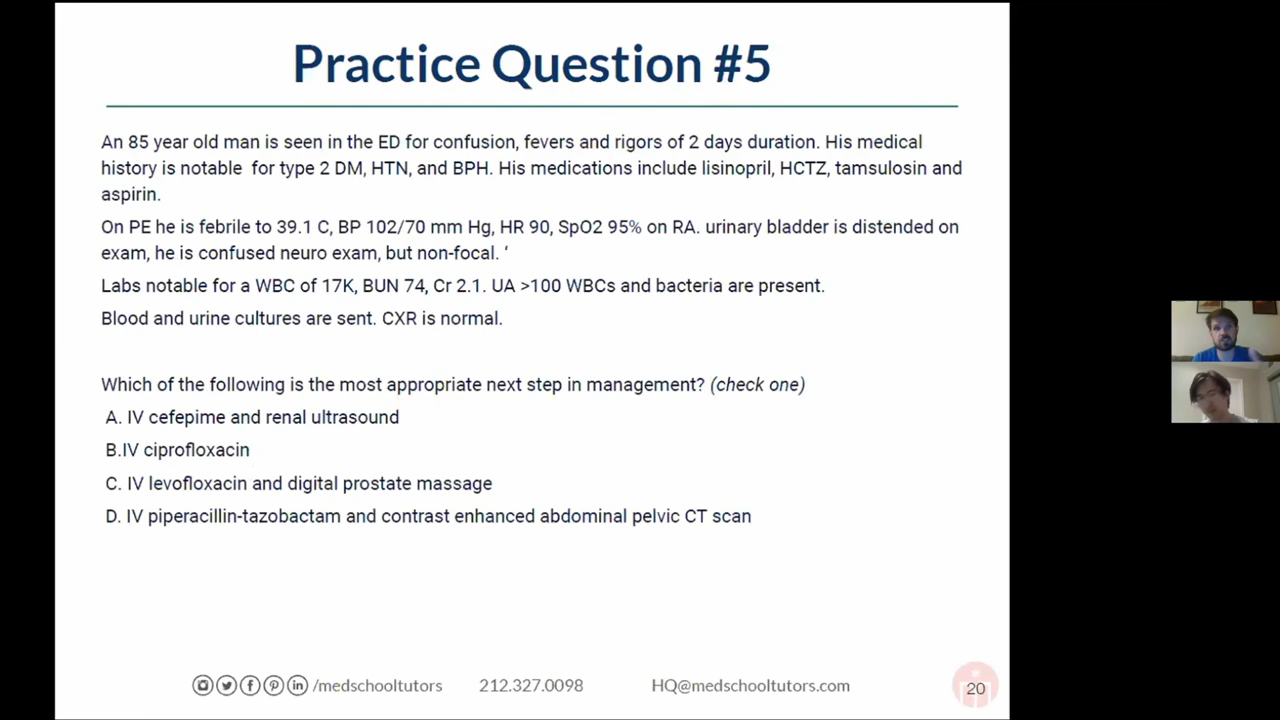 Practice Question #5
An 85 year old man is seen in the ED for confusion, fevers and rigors of 2 days duration. His medical
history is notable  for type 2 DM, HTN, and BPH. His medications include lisinopril, HCTZ, tamsulosin and
aspirin.
On PE he is febrile to 39.1 C, BP 102/70 mm Hg, HR 90, SpO2 95% on RA. urinary bladder is distended on
exam, he is confused neuro exam, but non-focal. ‘
Labs notable for a WBC of 17K, BUN 74, Cr 2.1. UA >100 WBCs and bacteria are present.
Blood and urine cultures are sent. CXR is normal.
Which of the following is the most appropriate next step in management? (check one)
A. IV cefepime and renal ultrasound
B.IV ciprofloxacin
C. IV levofloxacin and digital prostate massage
D. IV piperacillin-tazobactam and contrast enhanced abdominal pelvic CT scan
/medschooltutors 212.327.0098 HQ@medschooltutors.com 20